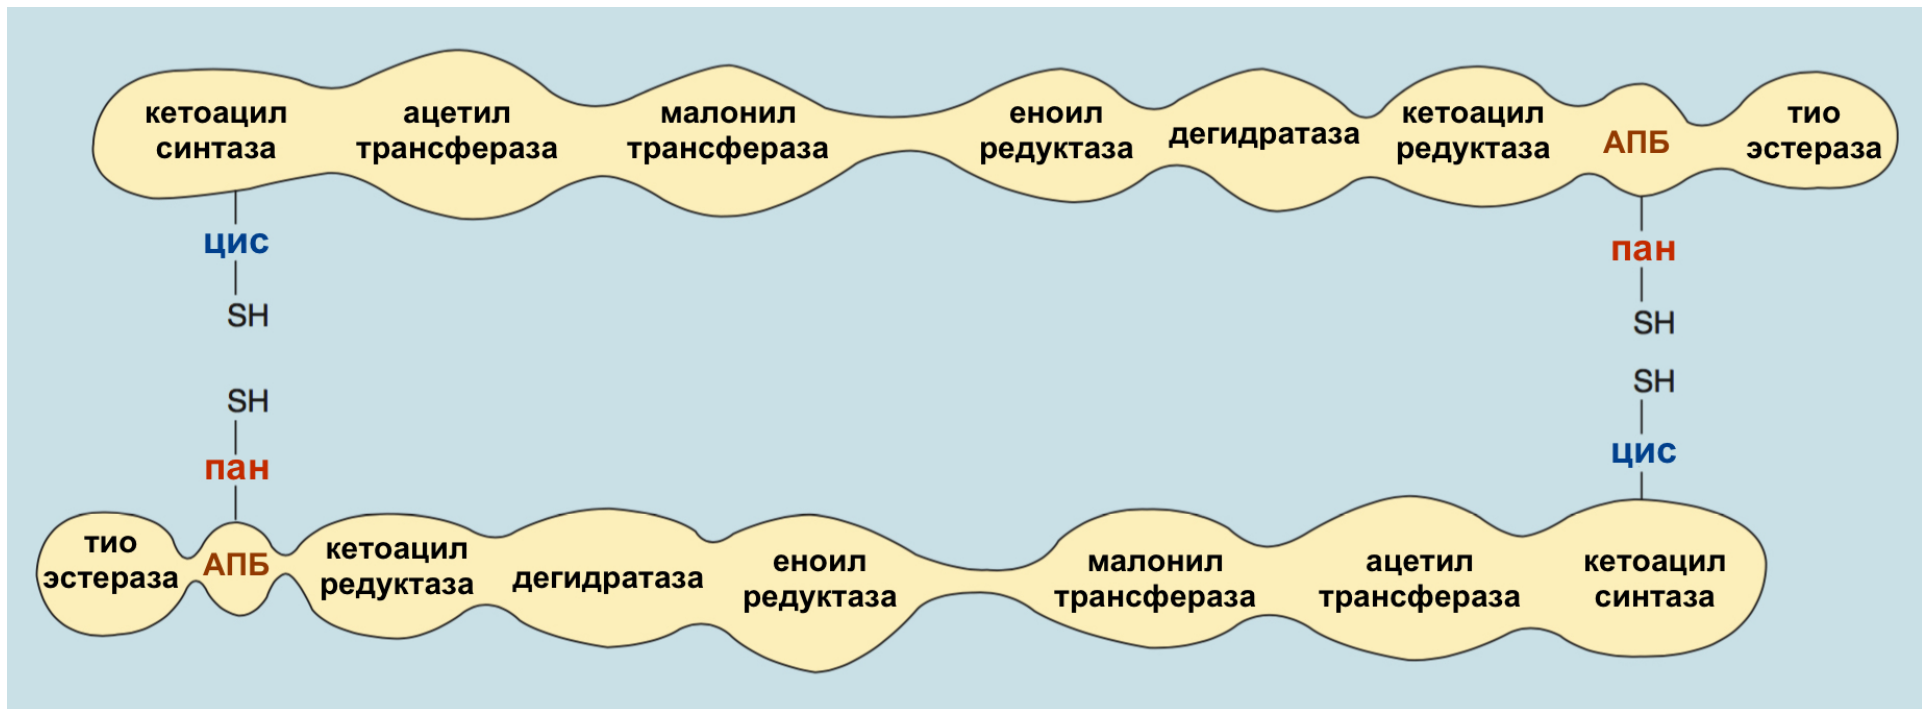 кетоацил
синтаза
ацетил
трансфераза
малонил
трансфераза
еноил
редуктаза
дегидратаза
кетоацил
редуктаза
АПБ
тио
эстераза
цис
SH
пан
SH
SH
пан
SH
цис
тио
эстераза
АПБ
кетоацил
редуктаза
дегидратаза
еноил
редуктаза
малонил
трансфераза
ацетил
трансфераза
кетоацил
синтаза